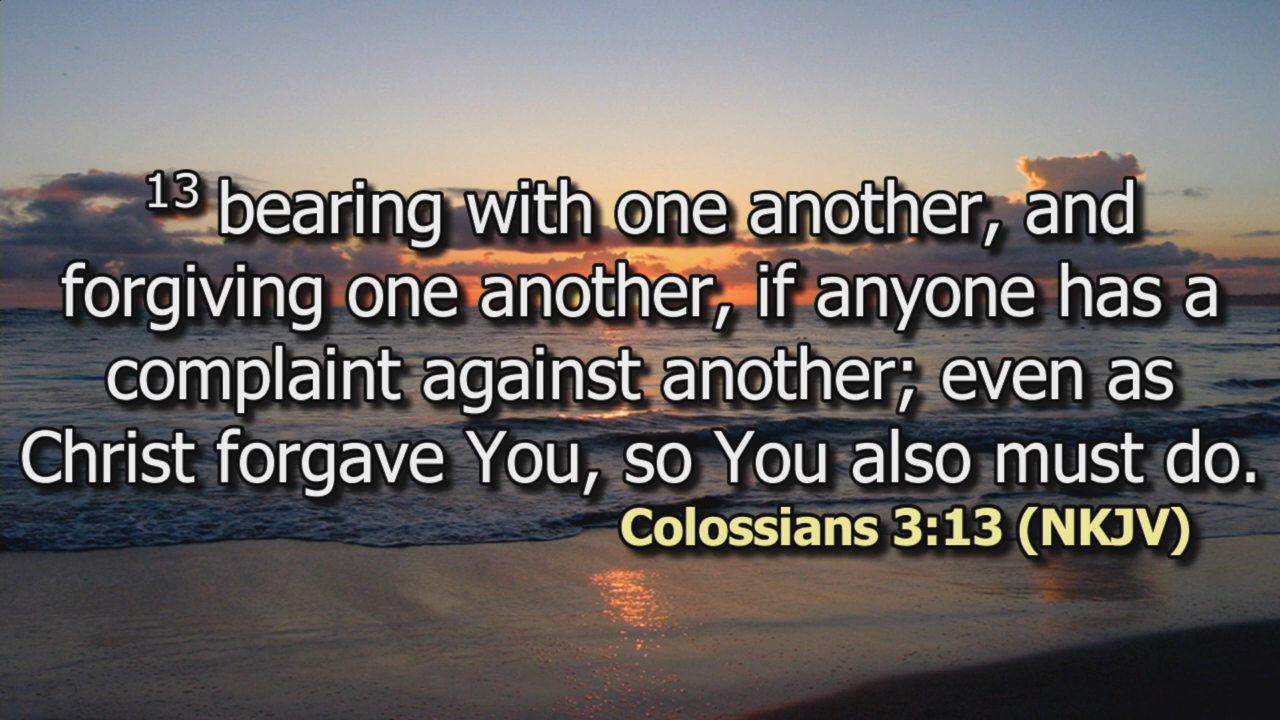 13 bearing with one another, and
forgiving one another, if anyone has a
complaint against another; even as
Christ forgave You, so You also must do.
Colossians 3:13 (NKJV)